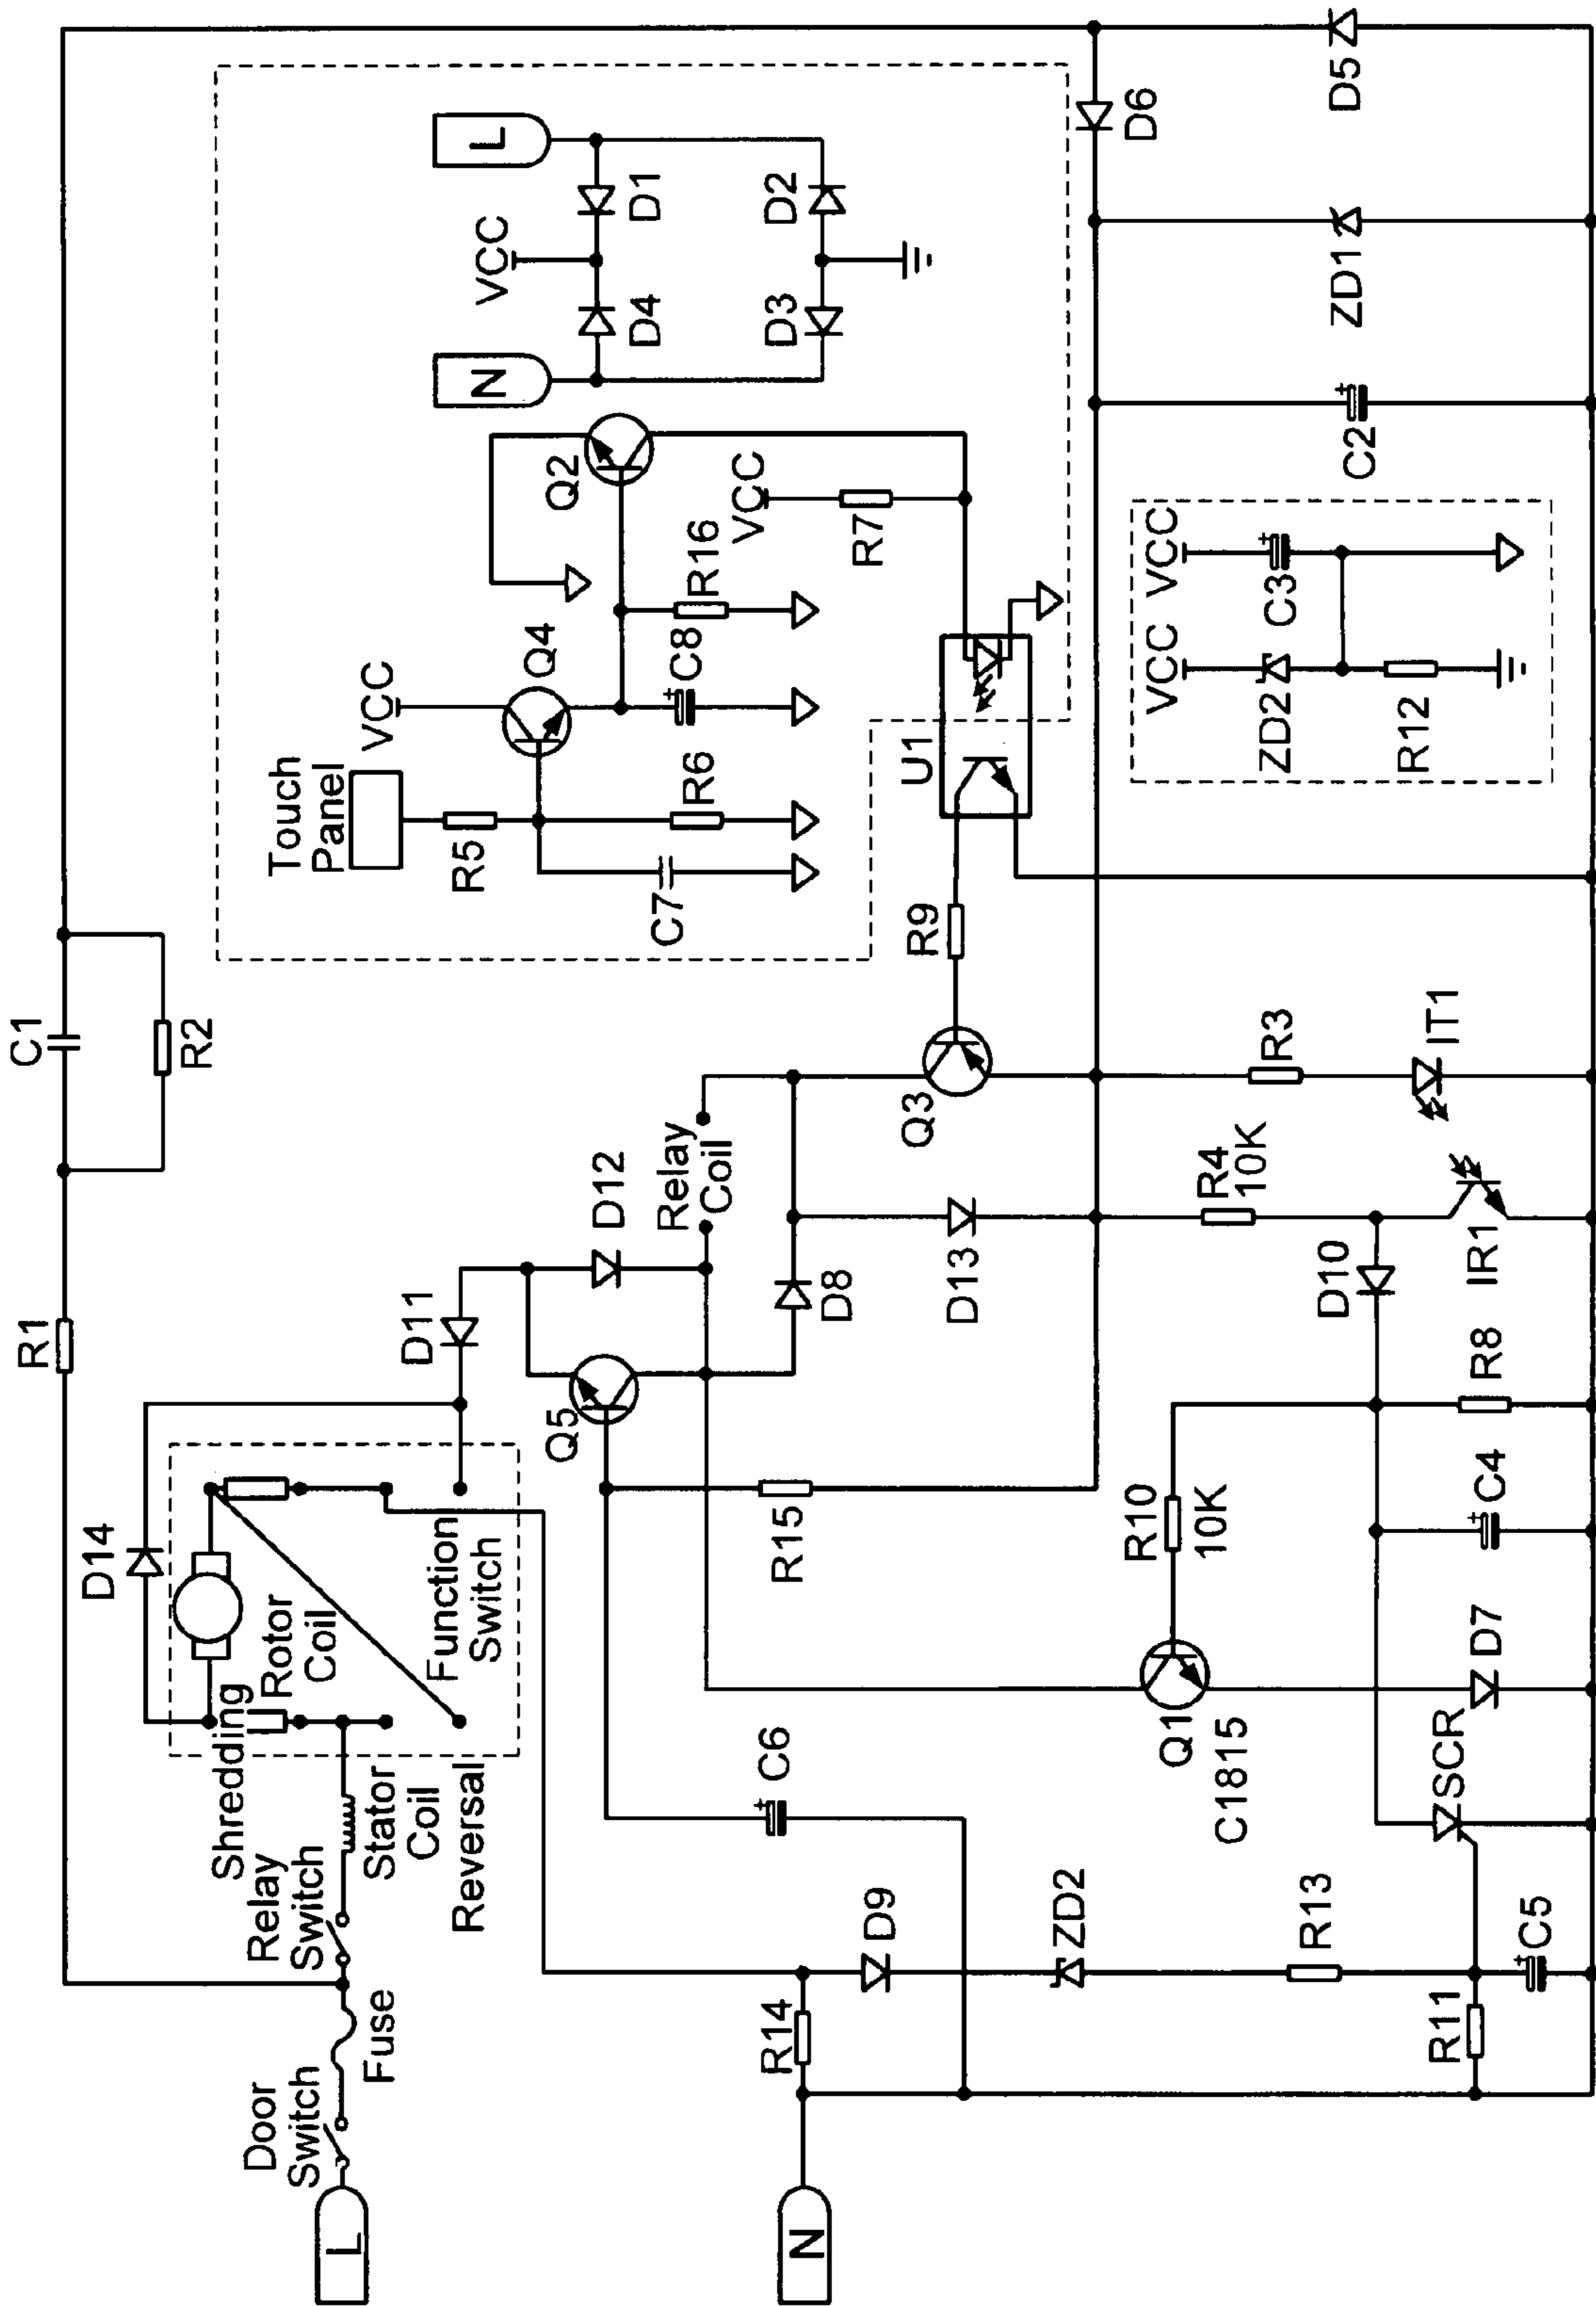 L
Door
Switch
Fuse
Relay
Switch
Stator
Coil
Shredding
Rotor
Coil
Reversal
Function
Switch
D14
R1
C1
R2
D11
D12
Q5
Relay
Coil
D8
D13
R15
C6
Q3
R9
U1
Touch
Panel
R5
C7
R6
VCC
Q4
C8
R16
Q2
VCC
R7
N
L
VCC
D4
D1
D3
D2
D6
D5
ZD1
C2
VCC
VCC
ZD2
C3
R12
N
R14
D9
ZD2
R13
R11
C5
SCR
Q1
C1815
D7
R10
10K
C4
R8
D10
R4
10K
IR1
R3
IT1